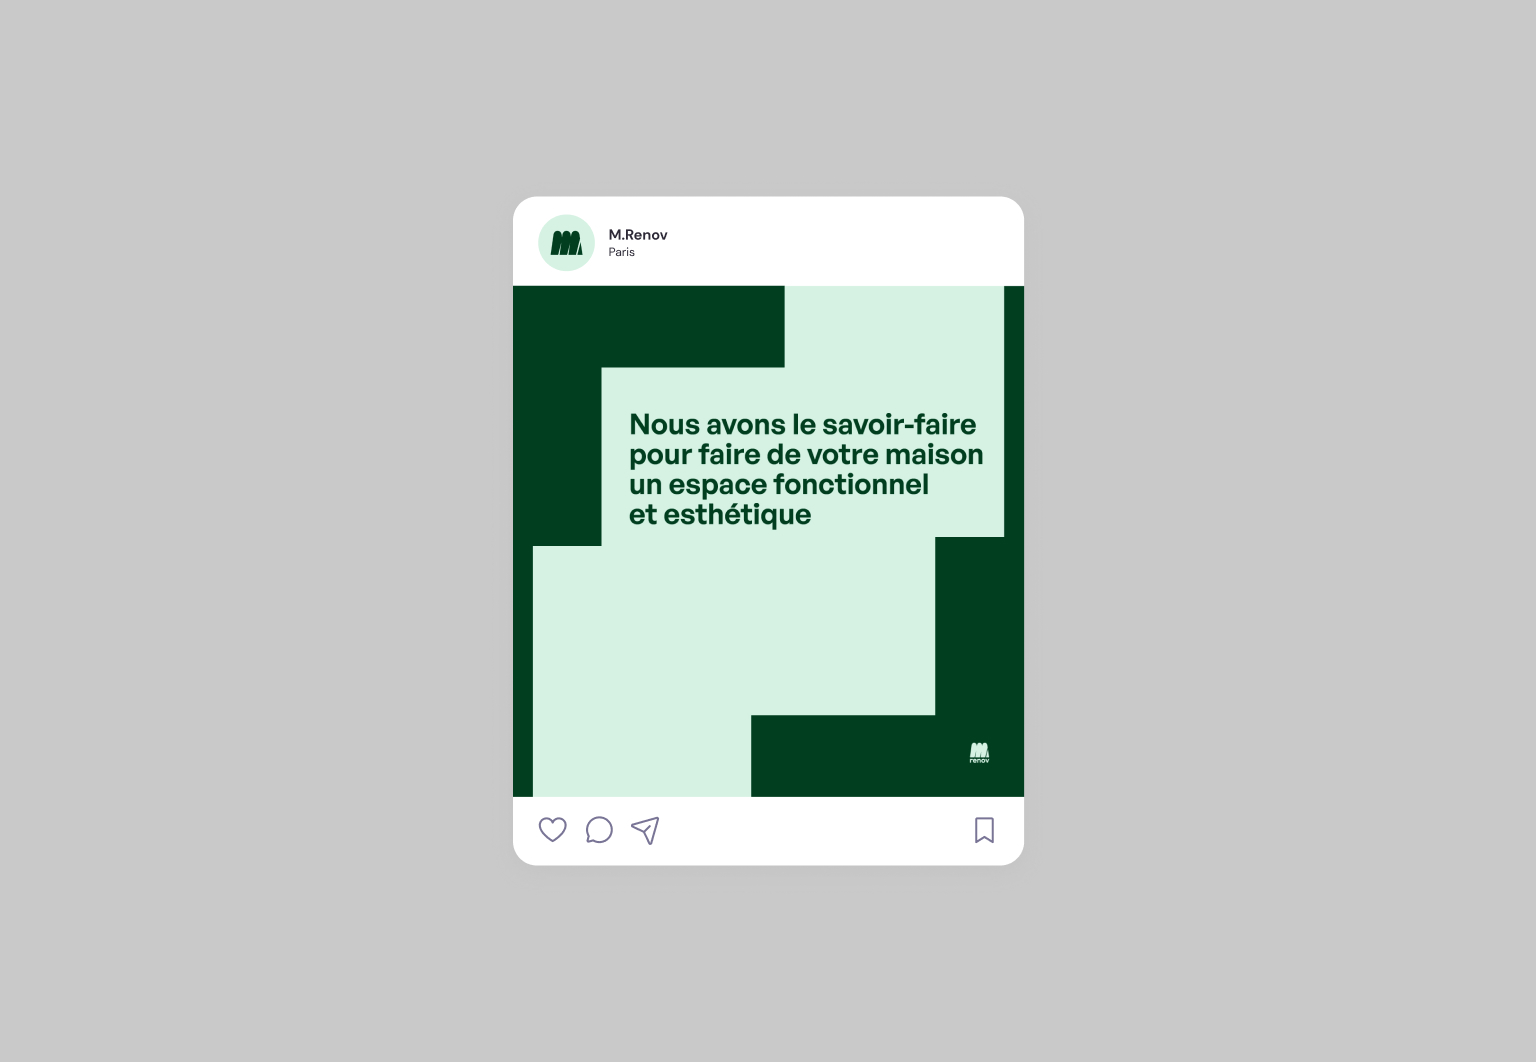 M.Renov
Paris
Nous avons le savoir-faire
pour faire de votre maison
un espace fonctionnel
et esthétique
renov